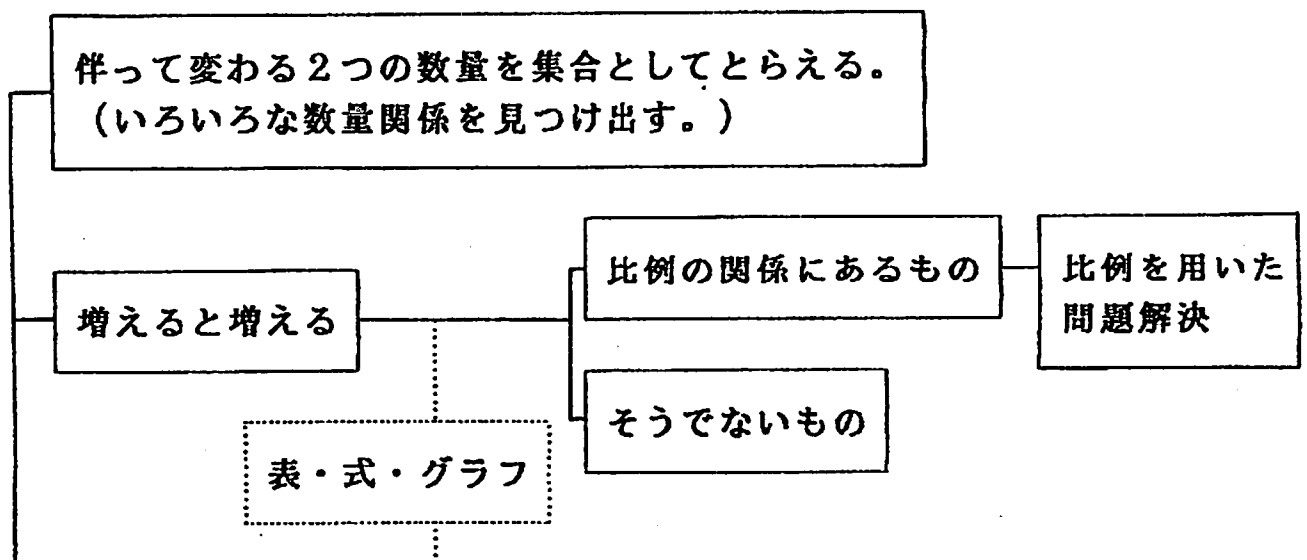 伴って変わる2つの数量を集合としてとらえる。
(いろいろな数量関係を見つけ出す。)
比例の関係にあるもの
比例を用いた
問題解決
増えると増える
そうでないもの
表・式・グラフ